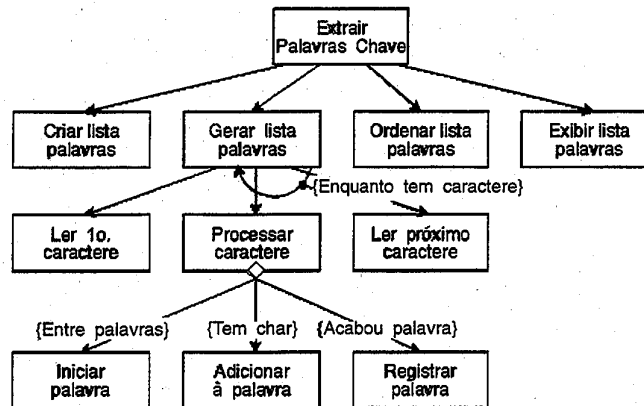 Extrair
Palavras Chave
Criar lista
palavras
Gerar lista
palavras
Ordenar lista
palavras
Exibir lista
palavras
{Enquanto tem caractere}
Ler 1o.
caractere
Processar
caractere
Ler próximo
caractere
{Entre palavras}
{Tem char}
{Acabou palavra}
Iniciar
palavra
Adicionar
à palavra
Registrar
palavra